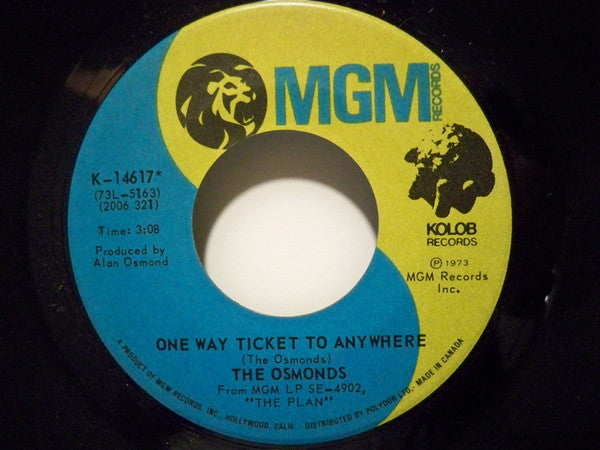 MGM
RECORDS
K-14617*
(73L-5163)
(2006 321)
Time: 3:08
Produced by
Alan Osmond
KOLOB
RECORDS
Ⓟ 1973
MGM Records
Inc.
ONE WAY TICKET TO ANYWHERE
(The Osmonds)
THE OSMONDS
From MGM LP SE-4902,
"THE PLAN"
A PRODUCT OF MGM RECORDS, INC., HOLLYWOOD, CALIF. - DISTRIBUTED BY POLYDOR LTD. - MADE IN CANADA